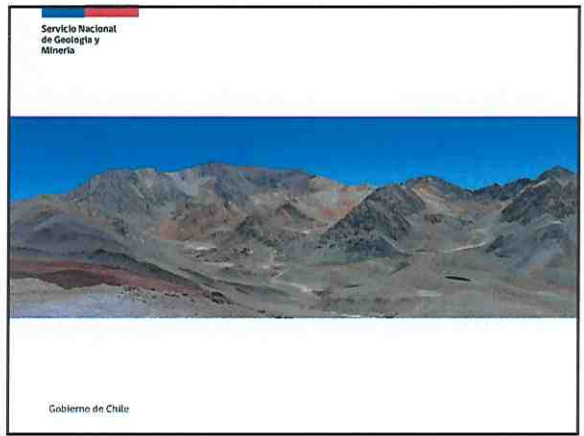 Servicio Nacional
de Geología y
Minería
Gobierno de Chile